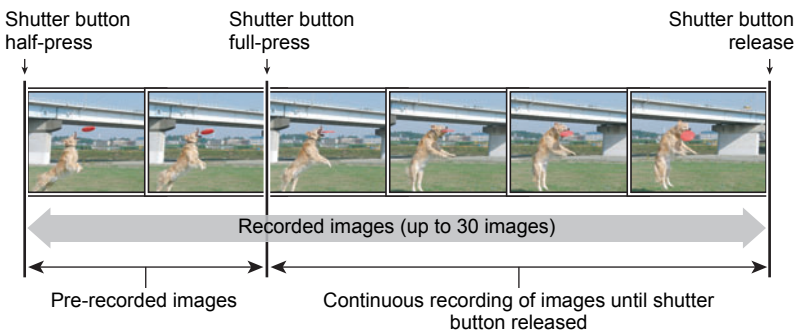 Shutter button
half-press
Shutter button
full-press
Shutter button
release
Recorded images (up to 30 images)
Pre-recorded images
Continuous recording of images until shutter
button released